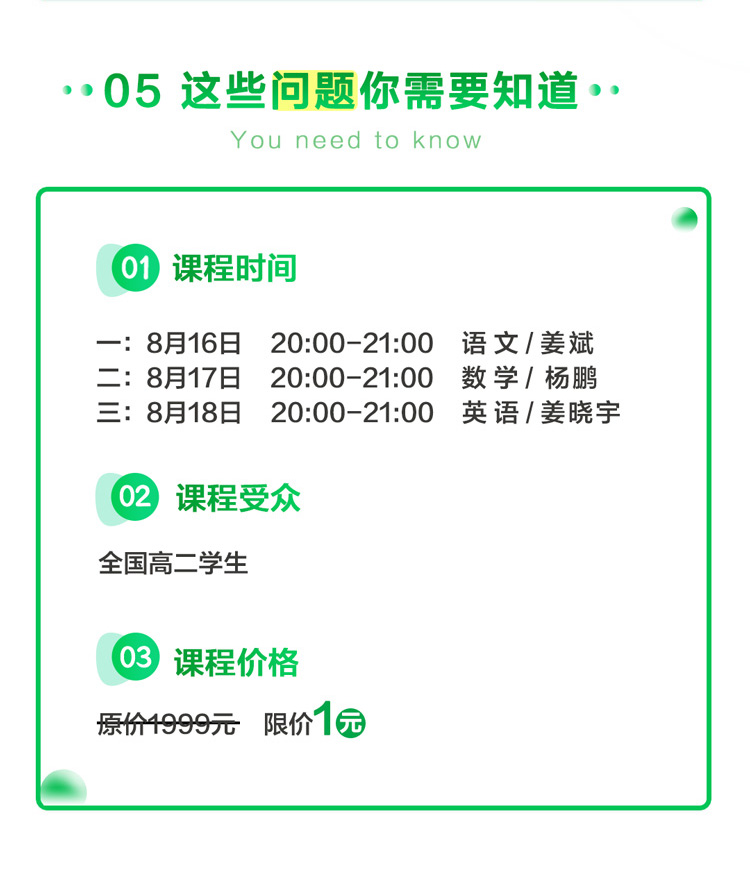 05 这些问题你需要知道
You need to know
01 课程时间
一：8月16日 20:00-21:00 语文/姜斌
二：8月17日 20:00-21:00 数学/ 杨鹏
三：8月18日 20:00-21:00 英语/姜晓宇
02 课程受众
全国高二学生
03 课程价格
原价1999元 限价1元